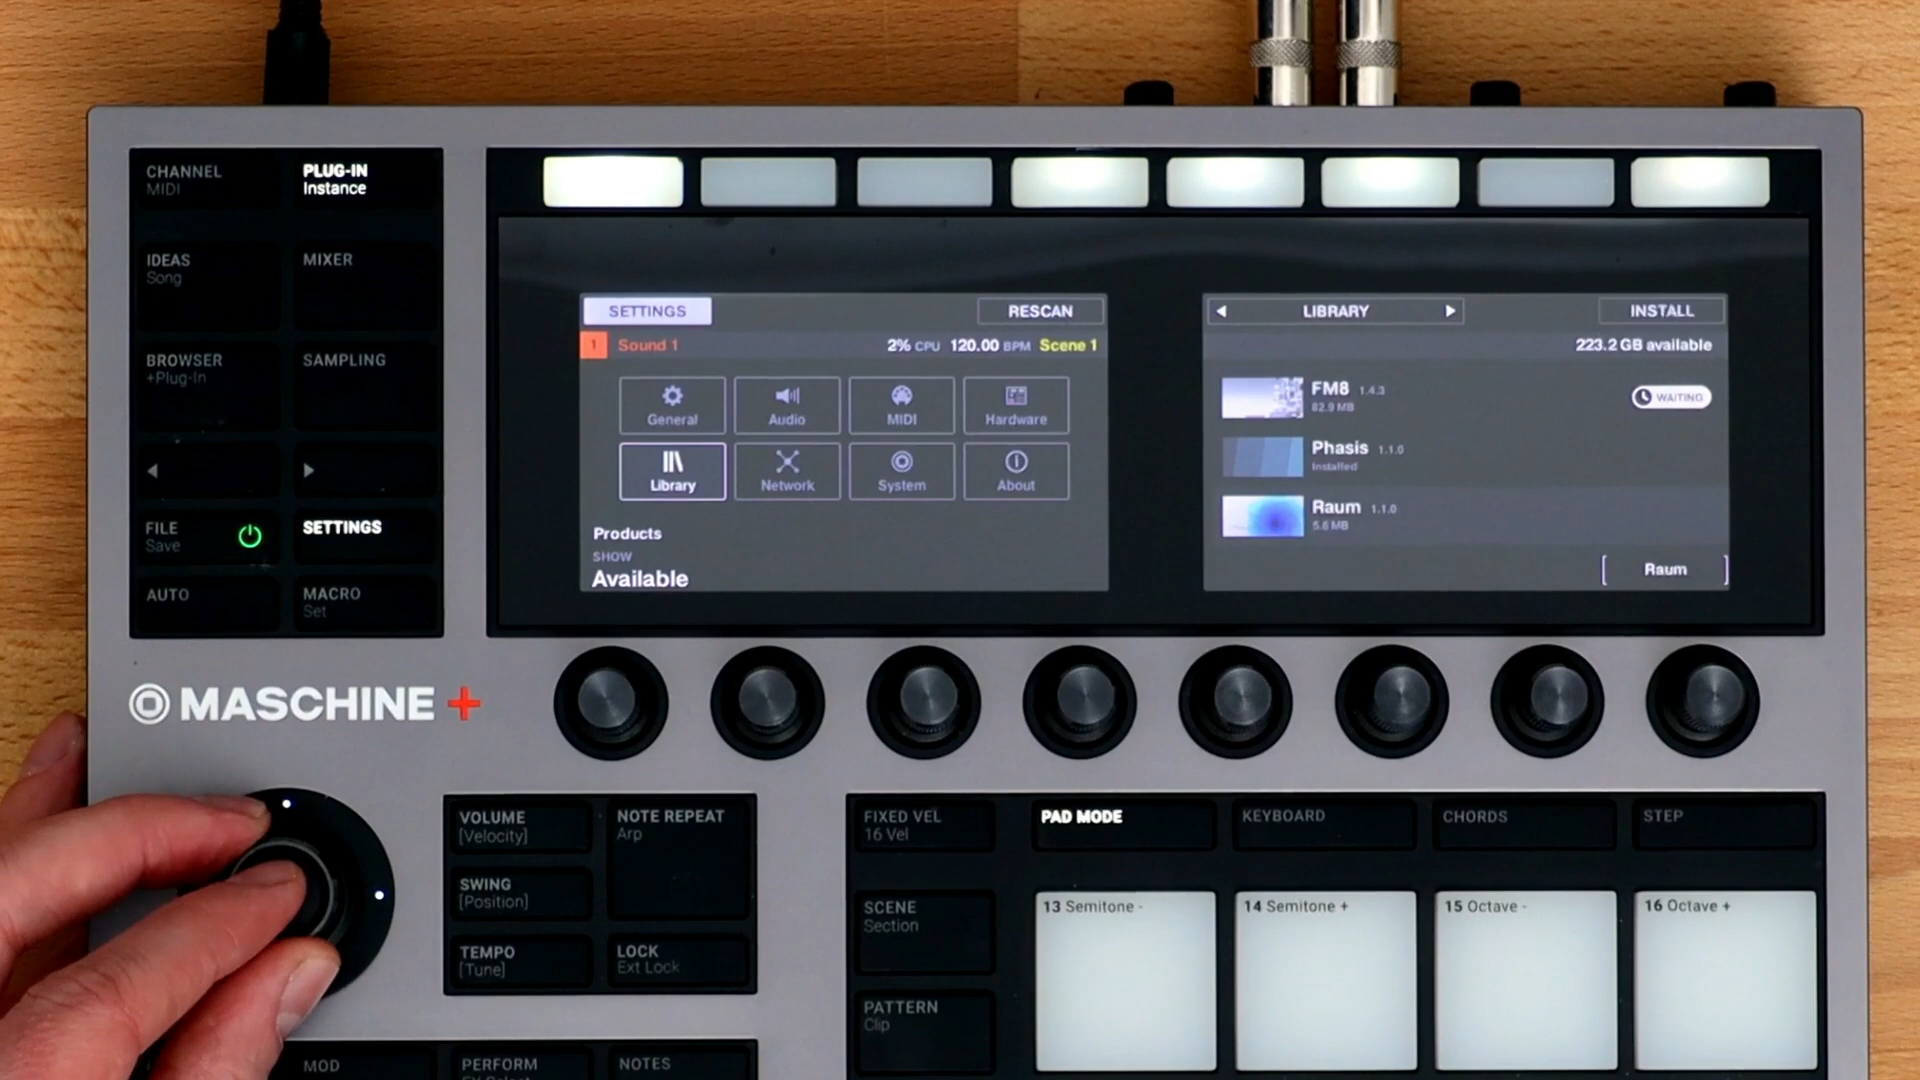 CHANNEL
MIDI
PLUG-IN
Instance
IDEAS
Song
MIXER
BROWSER
+Plug-In
SAMPLING
FILE
Save
SETTINGS
AUTO
MACRO
Set
SETTINGS
RESCAN
1 Sound 1
2% CPU 120.00 BPM Scene 1
General
Audio
MIDI
Hardware
Library
Network
System
About
Products
SHOW
Available
LIBRARY
INSTALL
223.2 GB available
FM8 1.4.3
82.9 MB
WAITING
Phasis 1.1.0
Installed
Raum 1.1.0
5.6 MB
Raum
MASCHINE +
VOLUME
[Velocity]
NOTE REPEAT
Arp
SWING
[Position]
TEMPO
[Tune]
LOCK
Ext Lock
FIXED VEL
16 Vel
PAD MODE
KEYBOARD
CHORDS
STEP
SCENE
Section
PATTERN
Clip
13 Semitone -
14 Semitone +
15 Octave -
16 Octave +
MOD
PERFORM
NOTES